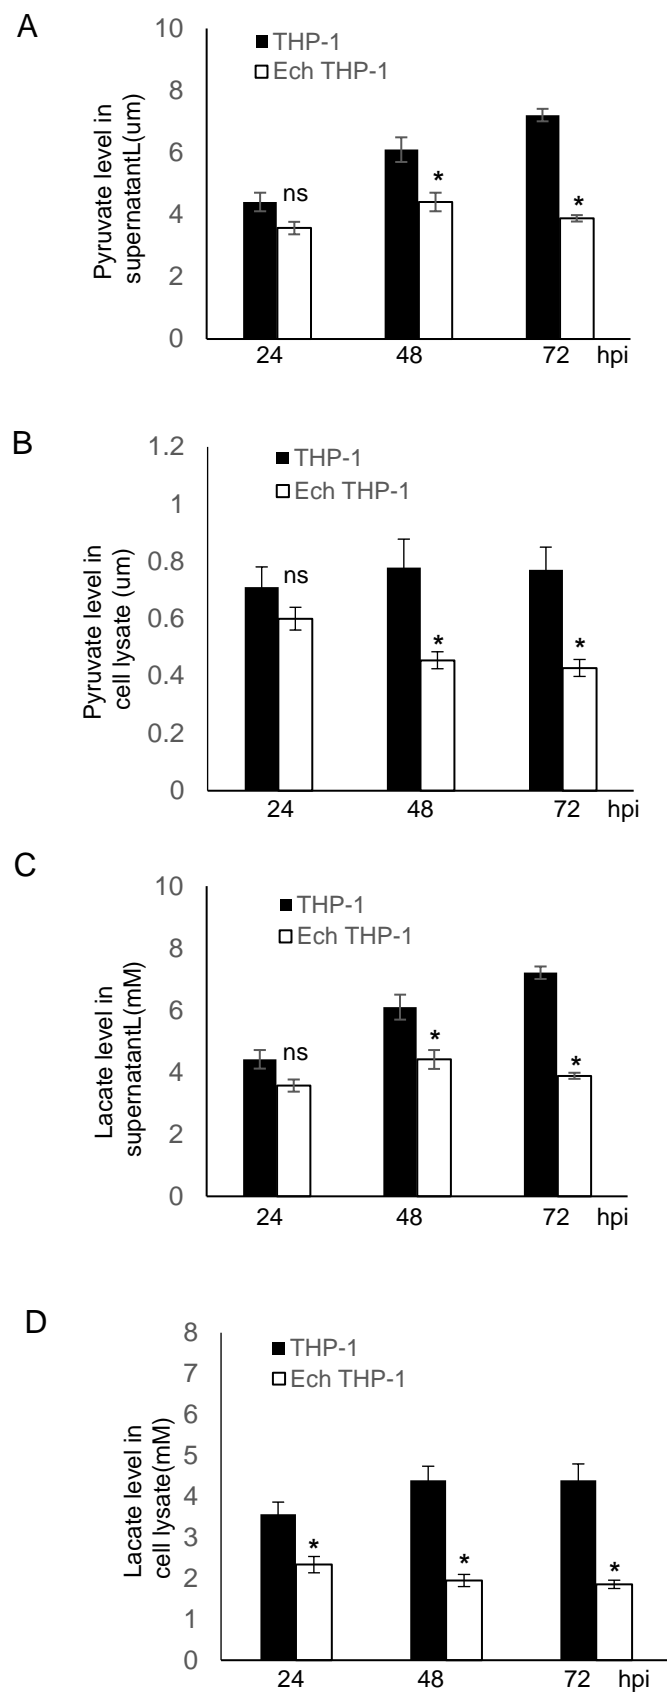 A
Pyruvate level in
supernatantL(um)
10
8
6
4
2
0
THP-1
Ech THP-1
ns
*
*
24 48 72 hpi
B
Pyruvate level in
cell lysate (um)
1.2
1
0.8
0.6
0.4
0.2
0
THP-1
Ech THP-1
ns
*
*
24 48 72 hpi
C
Lacate level in
supernatantL(mM)
10
8
6
4
2
0
THP-1
Ech THP-1
ns
*
*
24 48 72 hpi
D
Lacate level in
cell lysate(mM)
8
7
6
5
4
3
2
1
0
THP-1
Ech THP-1
*
*
*
24 48 72 hpi